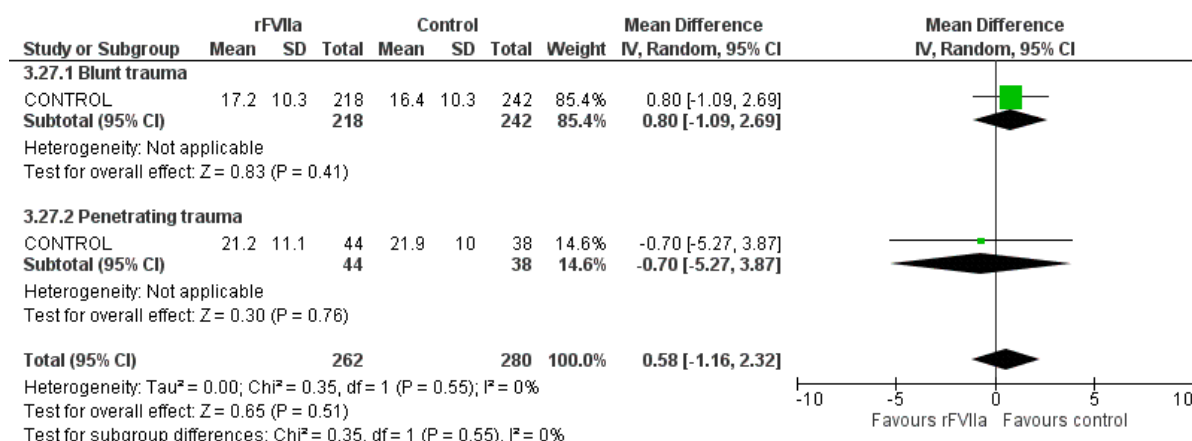 rFVIIa Control Mean Difference Mean Difference
Study or Subgroup Mean SD Total Mean SD Total Weight IV, Random, 95% CI IV, Random, 95% CI
3.27.1 Blunt trauma
CONTROL 17.2 10.3 218 16.4 10.3 242 85.4% 0.80 [-1.09, 2.69]
Subtotal (95% CI) 218 242 85.4% 0.80 [-1.09, 2.69]
Heterogeneity: Not applicable
Test for overall effect: Z = 0.83 (P = 0.41)
3.27.2 Penetrating trauma
CONTROL 21.2 11.1 44 21.9 10 38 14.6% -0.70 [-5.27, 3.87]
Subtotal (95% CI) 44 38 14.6% -0.70 [-5.27, 3.87]
Heterogeneity: Not applicable
Test for overall effect: Z = 0.30 (P = 0.76)
Total (95% CI) 262 280 100.0% 0.58 [-1.16, 2.32]
Heterogeneity: Tau² = 0.00; Chi² = 0.35, df = 1 (P = 0.55); I² = 0%
Test for overall effect: Z = 0.65 (P = 0.51)
Test for subgroup differences: Chi² = 0.35, df = 1 (P = 0.55), I² = 0%
-10 -5 0 5 10
Favours rFVIIa Favours control